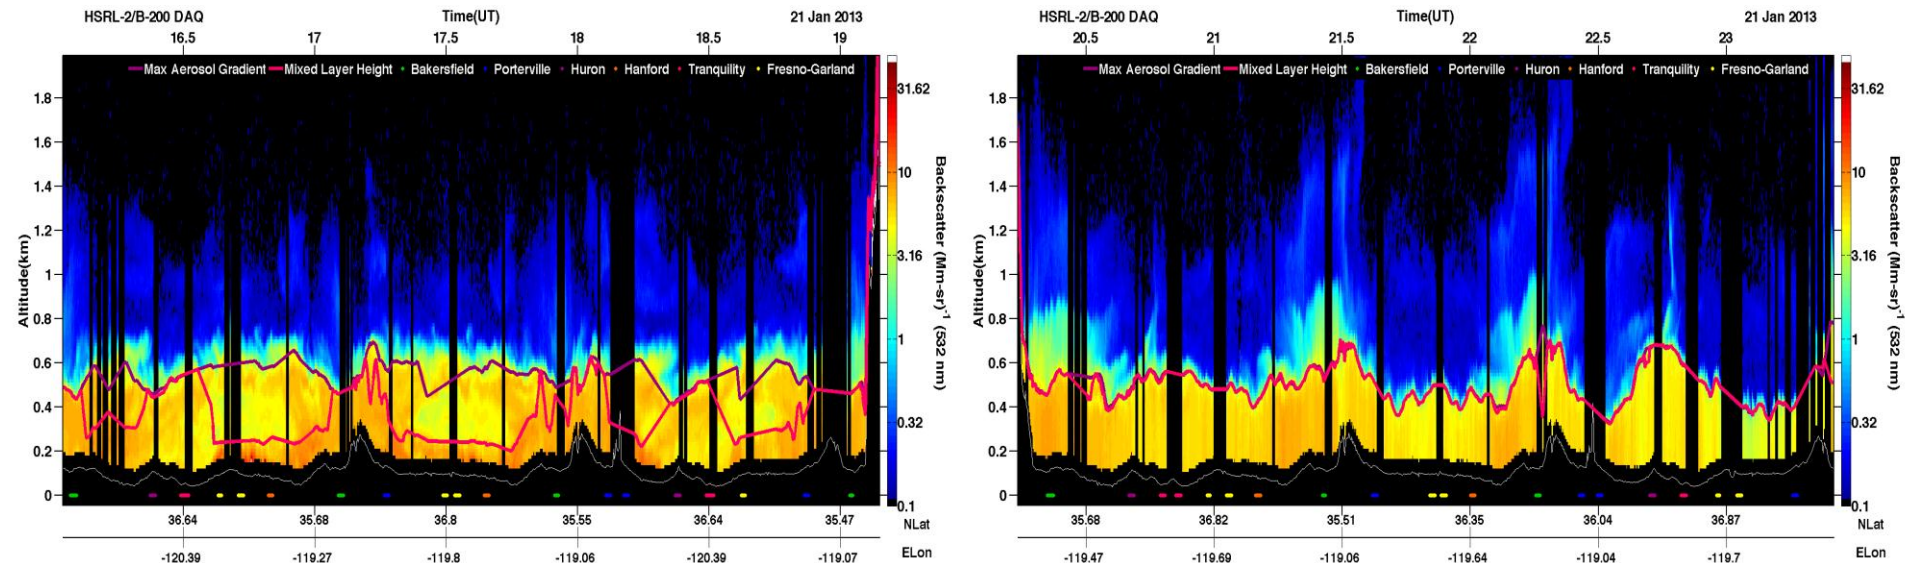 HSRL-2/B-200 DAQ Time(UT) 21 Jan 2013
16.5 17 17.5 18 18.5 19
Max Aerosol Gradient Mixed Layer Height Bakersfield Porterville Huron Hanford Tranquility Fresno-Garland
Altitude(km)
1.8
1.6
1.4
1.2
1
0.8
0.6
0.4
0.2
0
31.62
10
3.16
1
0.32
0.1
Backscatter (Mm-sr)-1 (532 nm)
36.64 35.68 36.8 35.55 36.64 35.47 NLat
-120.39 -119.27 -119.8 -119.06 -120.39 -119.07 ELon
HSRL-2/B-200 DAQ Time(UT) 21 Jan 2013
20.5 21 21.5 22 22.5 23
Max Aerosol Gradient Mixed Layer Height Bakersfield Porterville Huron Hanford Tranquility Fresno-Garland
Altitude(km)
1.8
1.6
1.4
1.2
1
0.8
0.6
0.4
0.2
0
31.62
10
3.16
1
0.32
0.1
Backscatter (Mm-sr)-1 (532 nm)
35.68 36.82 35.51 36.35 36.04 36.87 NLat
-119.47 -119.69 -119.06 -119.64 -119.04 -119.7 ELon